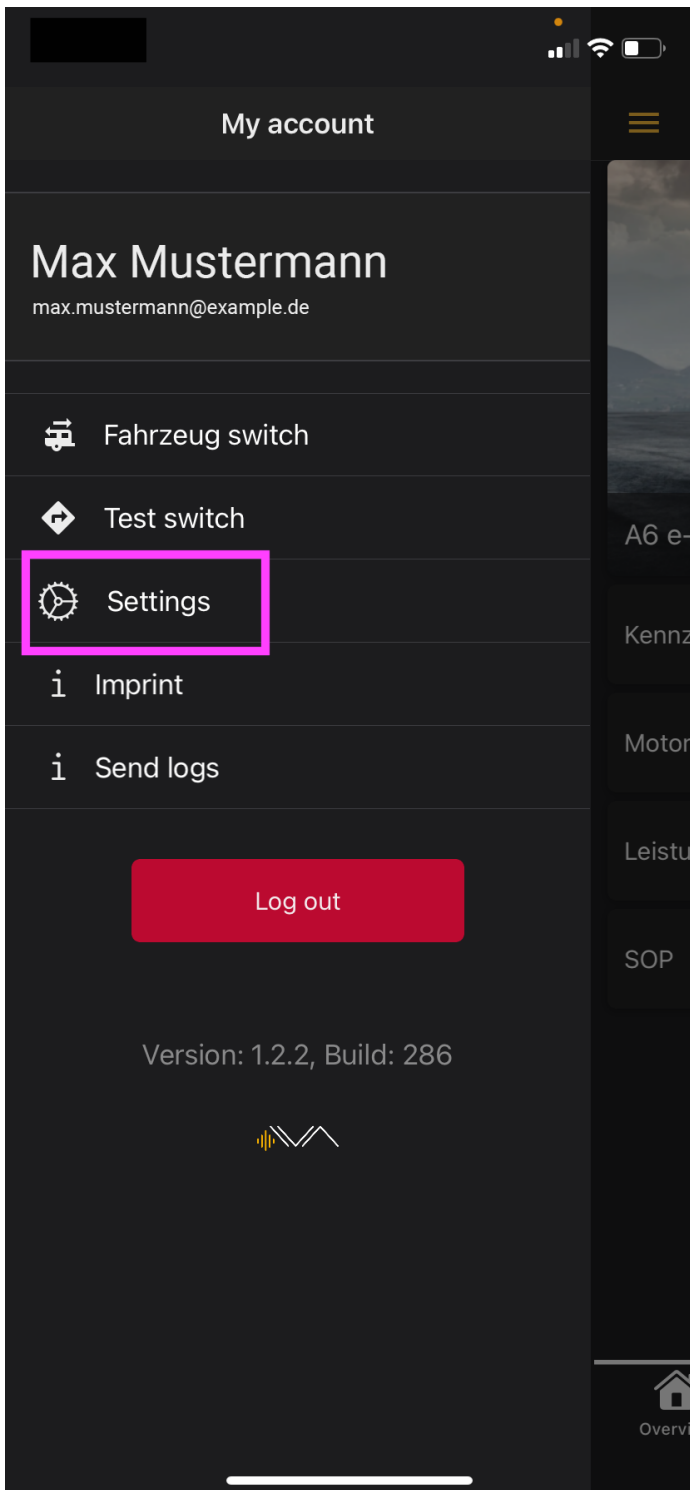 My account
Max Mustermann
max.mustermann@example.de
Fahrzeug switch
Test switch
Settings
Imprint
Send logs
Log out
Version: 1.2.2, Build: 286
A6 e-
Kennz
Motor
Leistu
SOP
Overvi